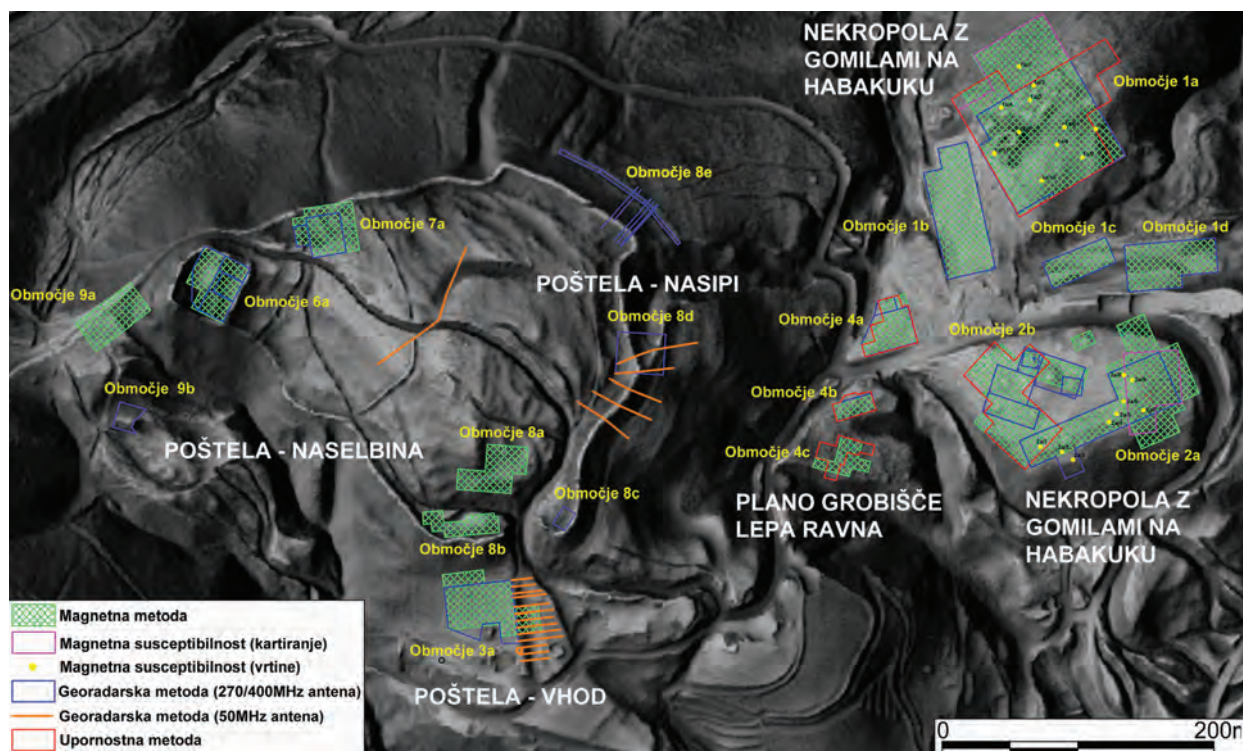 NEKROPOLA Z
GOMILAMI NA
HABAKUKU
Območje 1a
Območje 8e
Območje 7a
Območje 1b
Območje 1c
Območje 1d
POŠTELA - NASIPI
Območje 9a
Območje 6a
Območje 8d
Območje 4a
Območje 2b
Območje 9b
Območje 4b
POŠTELA - NASELBINA
Območje 8a
Območje 4c
Območje 2a
Območje 8c
PLANO GROBIŠČE
LEPA RAVNA
NEKROPOLA Z
GOMILAMI NA
HABAKUKU
Območje 8b
Območje 3a
POŠTELA - VHOD
Magnetna metoda
Magnetna susceptibilnost (kartiranje)
Magnetna susceptibilnost (vrtine)
Georadarska metoda (270/400MHz antena)
Georadarska metoda (50MHz antena)
Upornostna metoda
0 200m